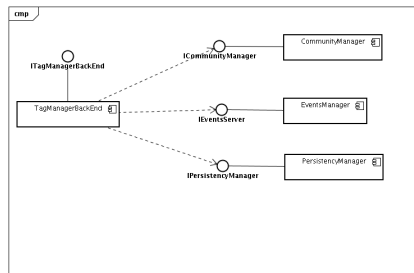 cmp
CommunityManager
ICommunityManager
ITagManagerBackEnd
TagManagerBackEnd
EventsManager
IEventsServer
PersistencyManager
IPersistencyManager